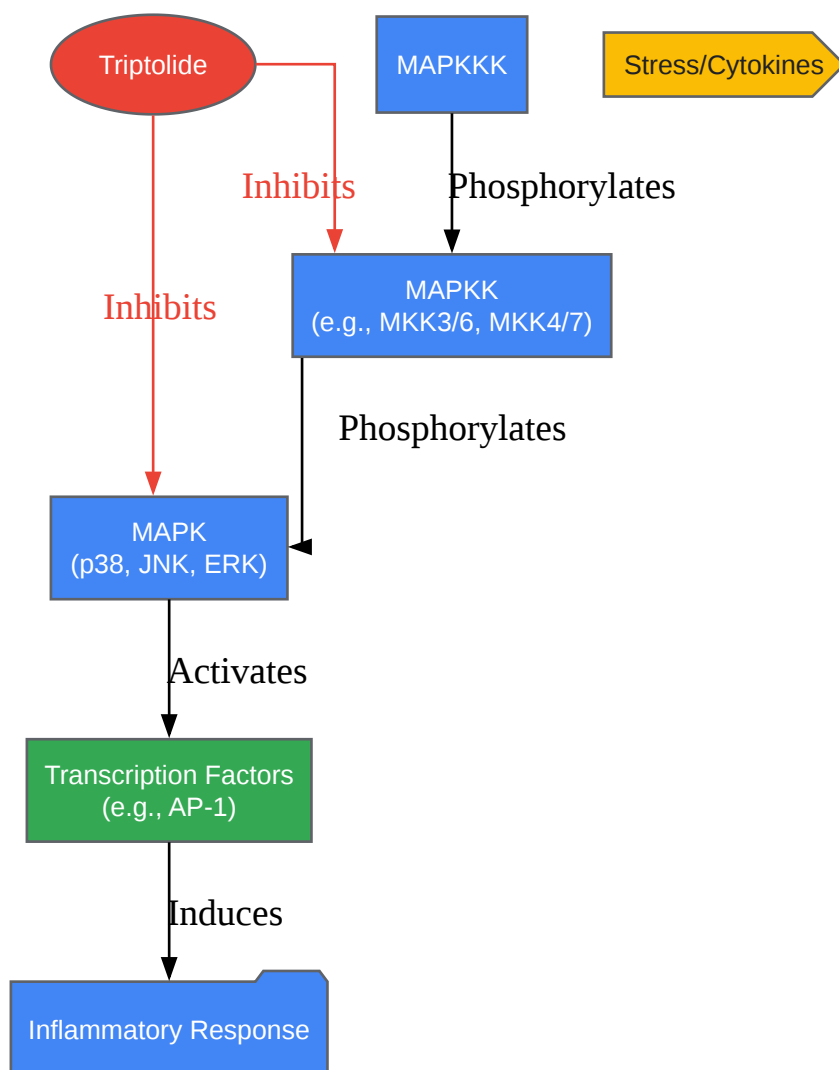 Triptolide
MAPKKK
Stress/Cytokines
Inhibits
Phosphorylates
MAPKK
(e.g., MKK3/6, MKK4/7)
Inhibits
Phosphorylates
MAPK
(p38, JNK, ERK)
Activates
Transcription Factors
(e.g., AP-1)
Induces
Inflammatory Response